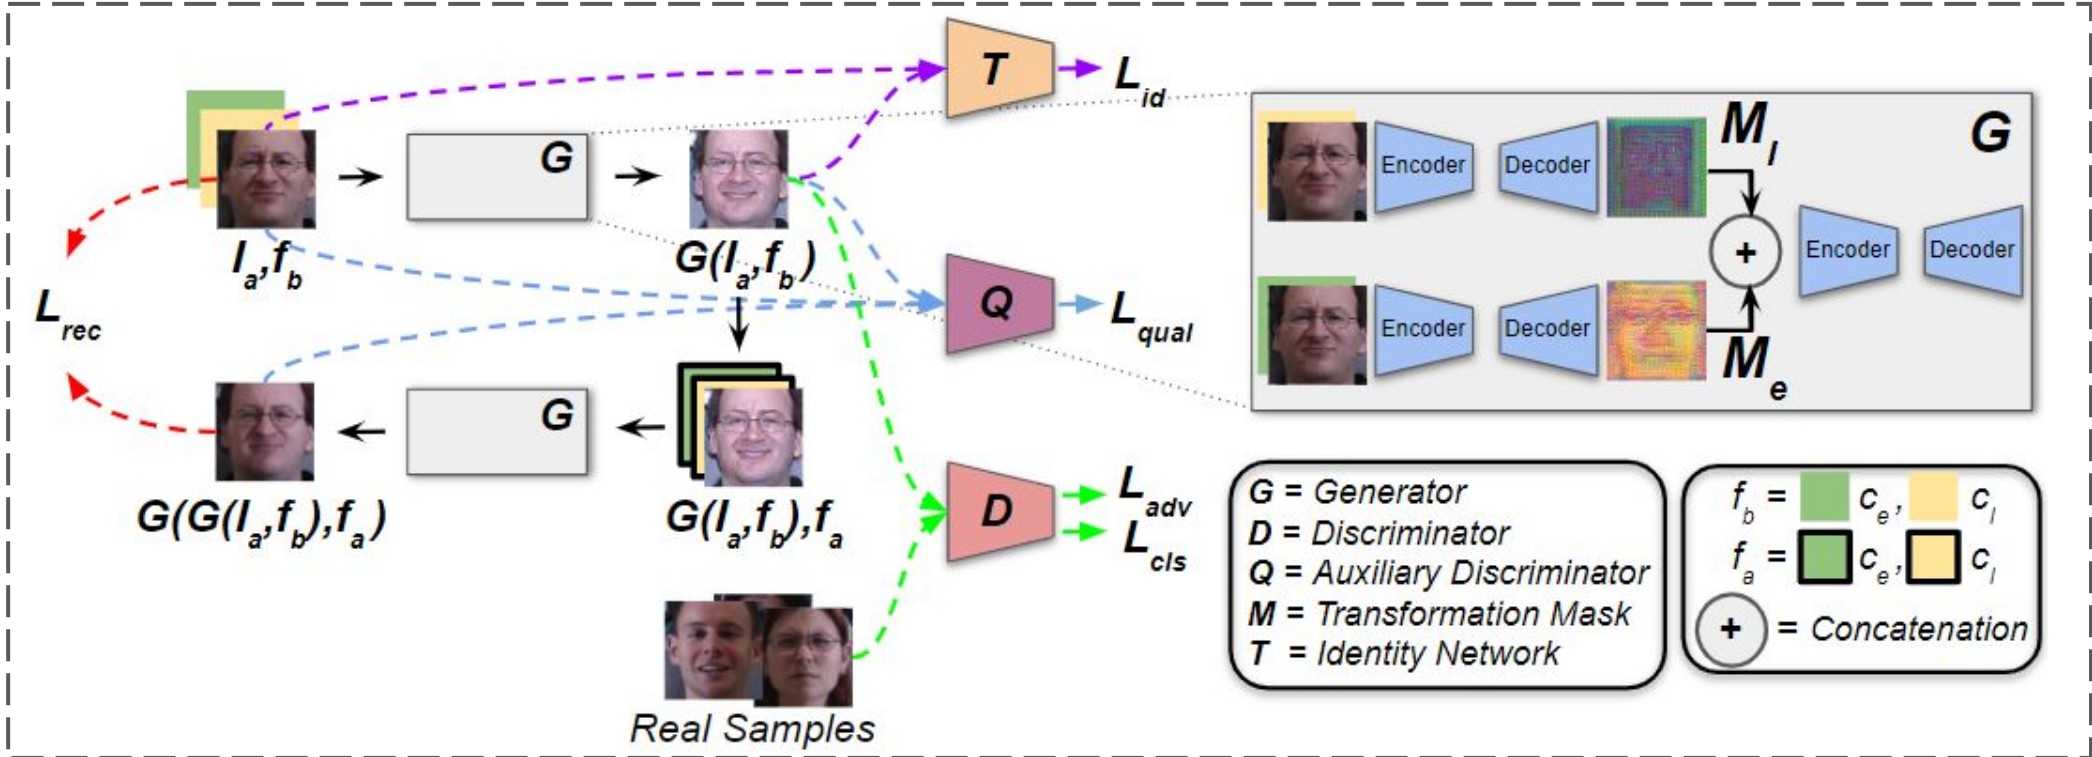 T
L_id
G
I_a,f_b
G(I_a,f_b)
L_rec
Q
L_qual
G
G(G(I_a,f_b),f_a)
G(I_a,f_b),f_a
D
L_adv
L_cls
Real Samples
Encoder
Decoder
M_l
G
+
Encoder
Decoder
Encoder
Decoder
M_e
G = Generator
D = Discriminator
Q = Auxiliary Discriminator
M = Transformation Mask
T = Identity Network
f_b = c_e, c_l
f_a = c_e, c_l
+ = Concatenation